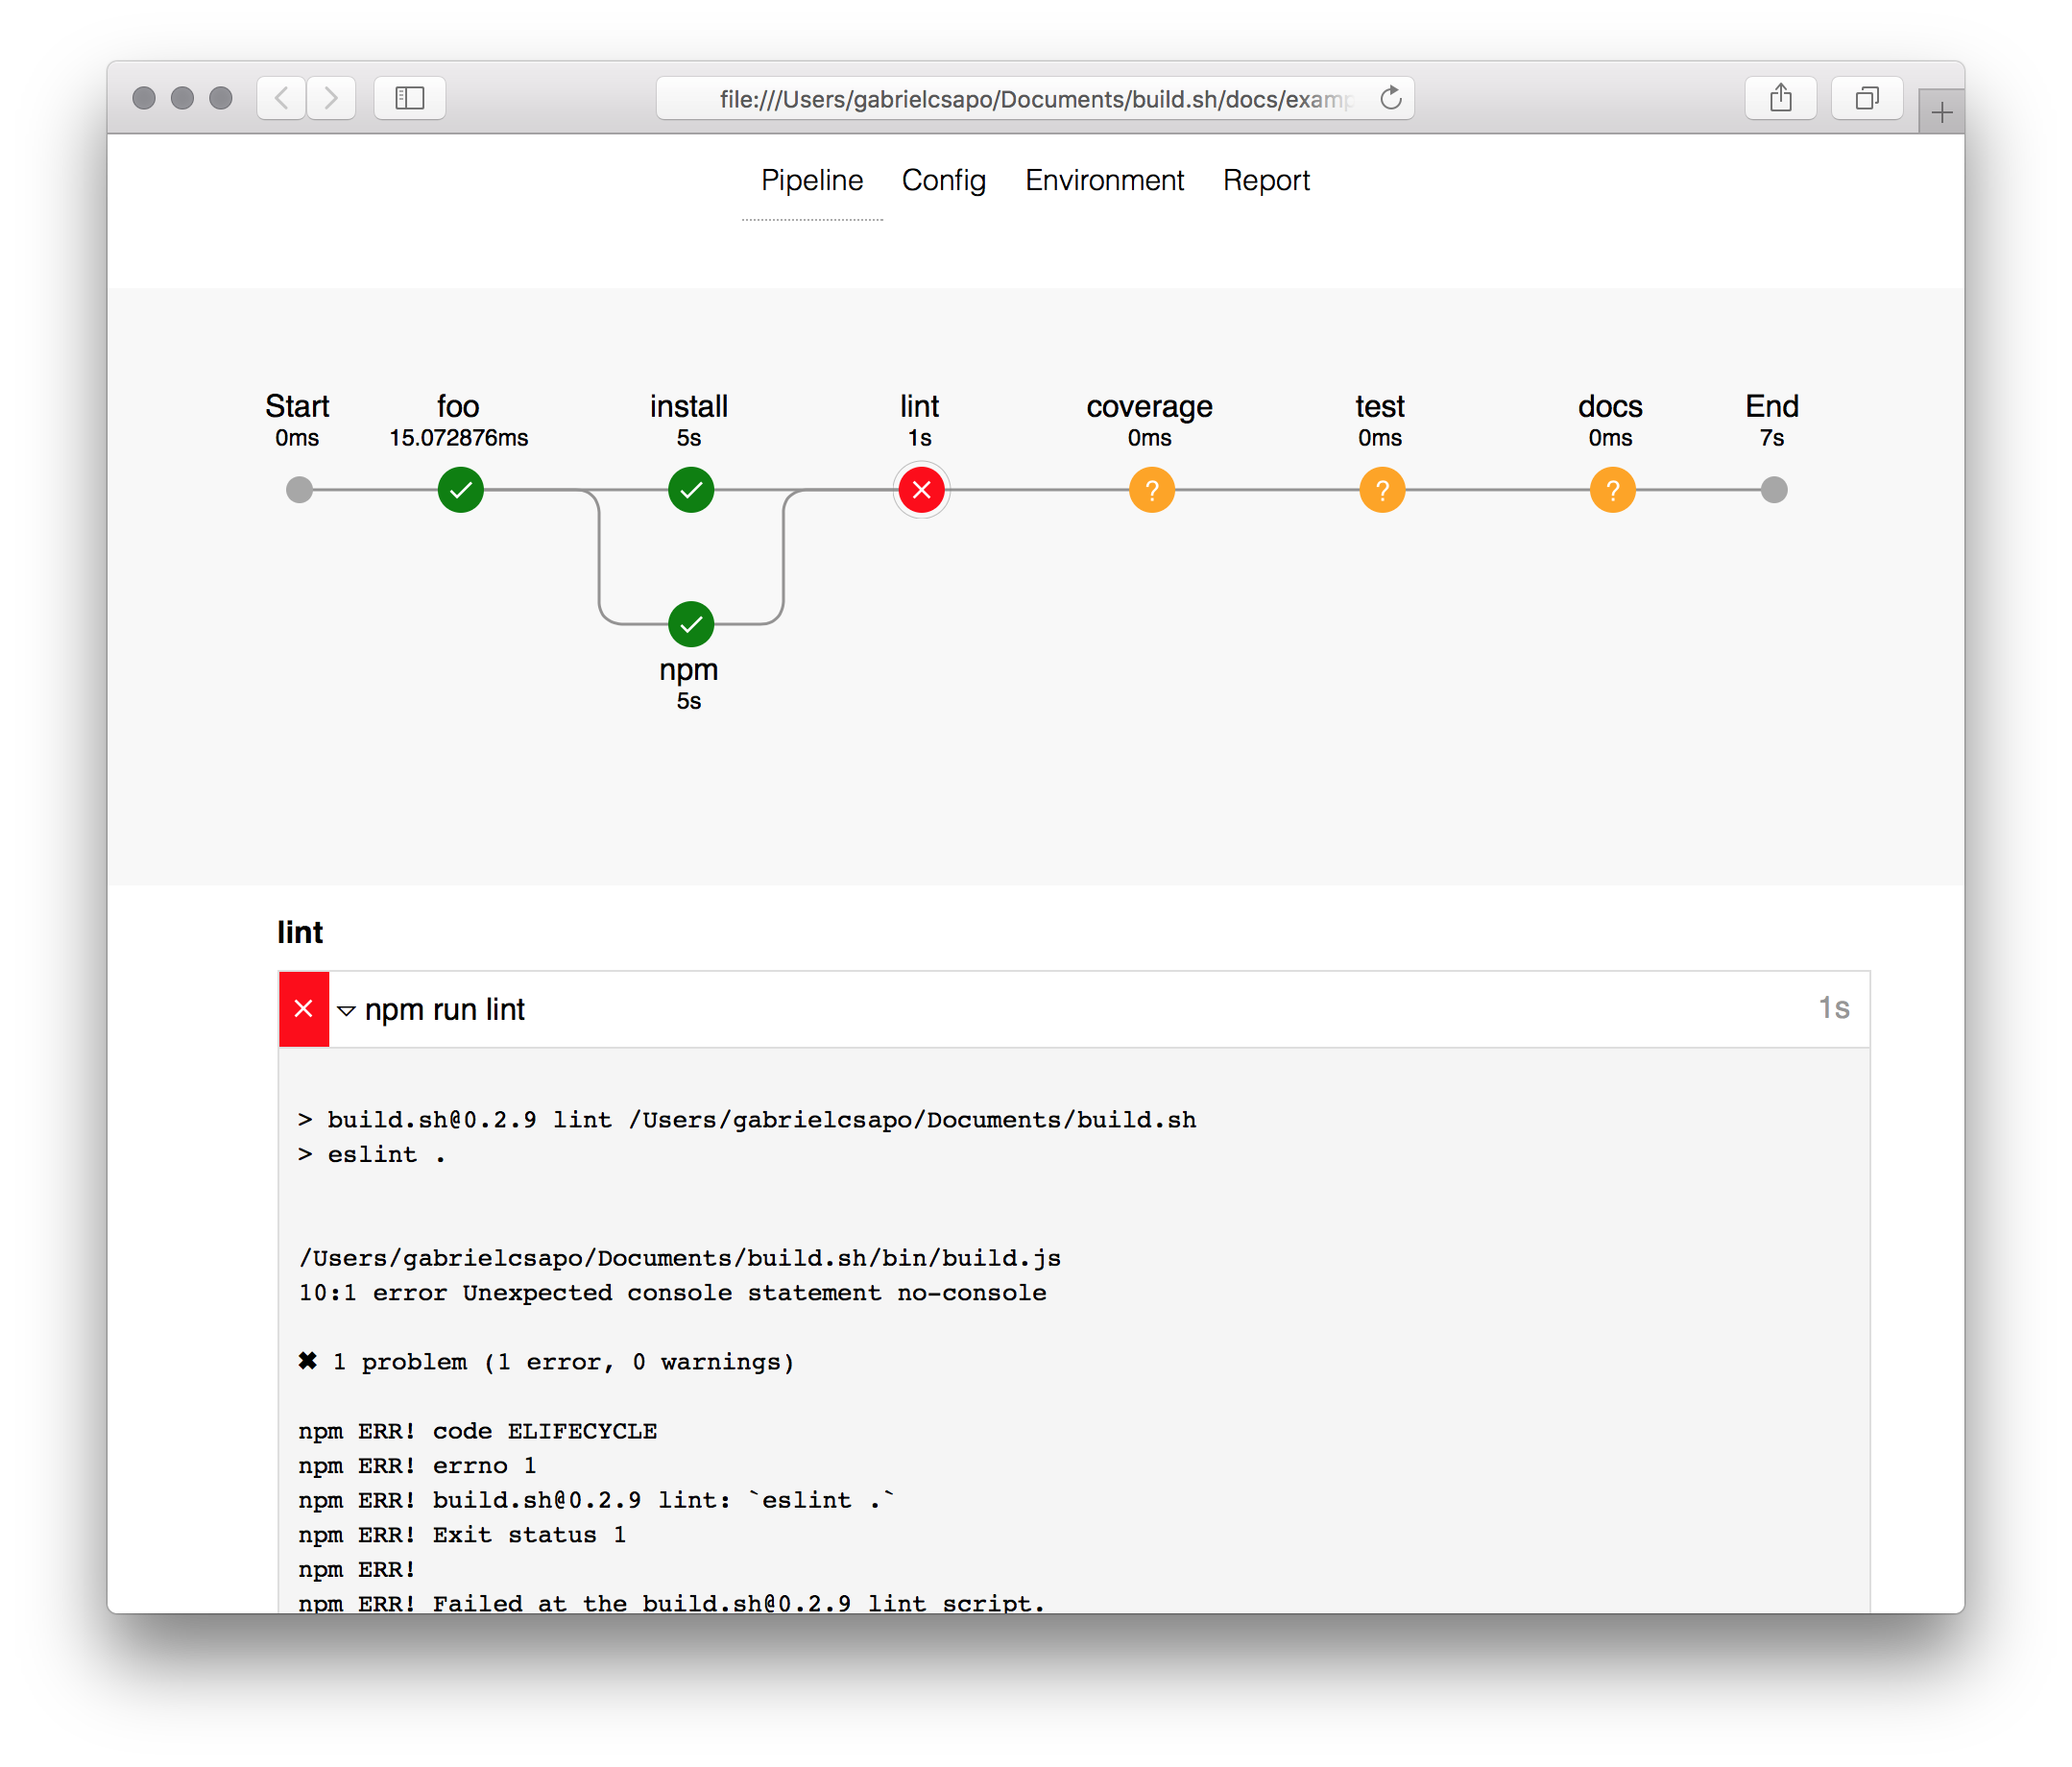 file:///Users/gabrielcsapo/Documents/build.sh/docs/examp
Pipeline Config Environment Report
Start foo install lint coverage test docs End
0ms 15.072876ms 5s 1s 0ms 0ms 0ms 7s
? ? ?
npm
5s
lint
npm run lint 1s
> build.sh@0.2.9 lint /Users/gabrielcsapo/Documents/build.sh
> eslint .
/Users/gabrielcsapo/Documents/build.sh/bin/build.js
10:1 error Unexpected console statement no-console
✖ 1 problem (1 error, 0 warnings)
npm ERR! code ELIFECYCLE
npm ERR! errno 1
npm ERR! build.sh@0.2.9 lint: `eslint .`
npm ERR! Exit status 1
npm ERR!
npm ERR! Failed at the build.sh@0.2.9 lint script.